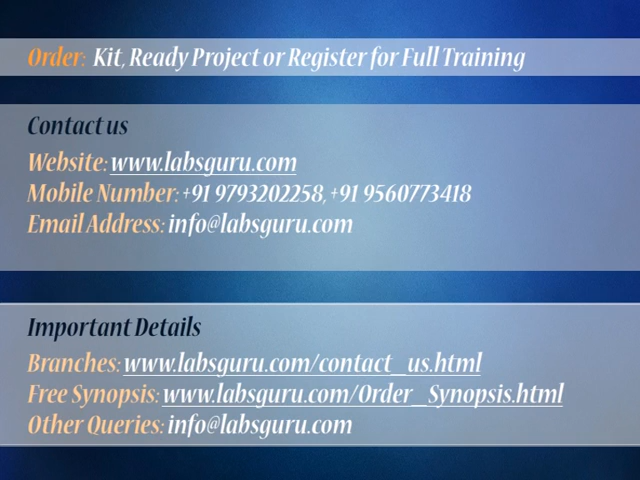 Order: Kit, Ready Project or Register for Full Training
Contact us
Website: www.labsguru.com
Mobile Number: +91 9793202258, +91 9560773418
Email Address: info@labsguru.com
Important Details
Branches: www.labsguru.com/contact_us.html
Free Synopsis: www.labsguru.com/Order_Synopsis.html
Other Queries: info@labsguru.com